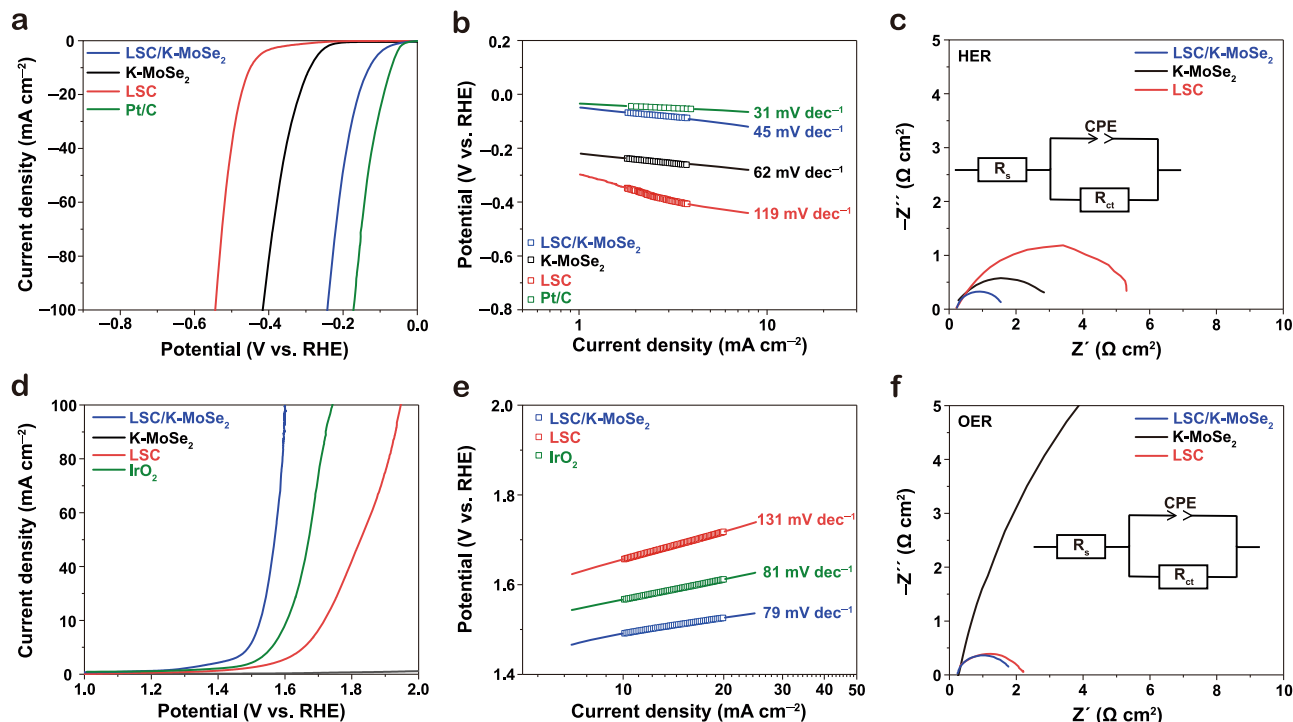 a
Current density (mA cm⁻²)
0
−20
−40
−60
−80
−100
−0.8
−0.6
−0.4
−0.2
0.0
Potential (V vs. RHE)
LSC/K-MoSe₂
K-MoSe₂
LSC
Pt/C
b
Potential (V vs. RHE)
0.2
0.0
−0.2
−0.4
−0.6
−0.8
1
10
Current density (mA cm⁻²)
31 mV dec⁻¹
45 mV dec⁻¹
62 mV dec⁻¹
119 mV dec⁻¹
LSC/K-MoSe₂
K-MoSe₂
LSC
Pt/C
c
−Z′′ (Ω cm²)
5
4
3
2
1
0
0
2
4
6
8
10
Z′ (Ω cm²)
HER
LSC/K-MoSe₂
K-MoSe₂
LSC
CPE
Rₛ
R_ct
d
Current density (mA cm⁻²)
100
80
60
40
10
0
1.0
1.2
1.4
1.6
1.8
2.0
Potential (V vs. RHE)
LSC/K-MoSe₂
K-MoSe₂
LSC
IrO₂
e
Potential (V vs. RHE)
2.0
1.8
1.6
1.4
10
20
30
40
50
Current density (mA cm⁻²)
LSC/K-MoSe₂
LSC
IrO₂
131 mV dec⁻¹
81 mV dec⁻¹
79 mV dec⁻¹
f
−Z′′ (Ω cm²)
5
4
3
2
1
0
0
2
4
6
8
10
Z′ (Ω cm²)
OER
LSC/K-MoSe₂
K-MoSe₂
LSC
CPE
Rₛ
R_ct